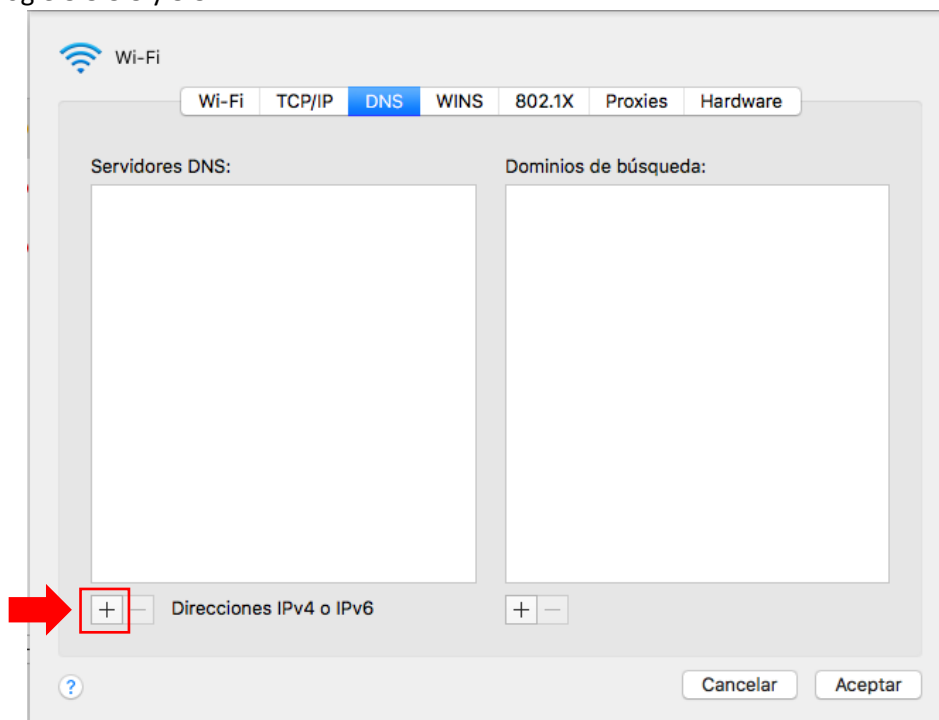 Wi-Fi
Wi-Fi TCP/IP DNS WINS 802.1X Proxies Hardware
Servidores DNS: Dominios de búsqueda:
+ − Direcciones IPv4 o IPv6 + −
? Cancelar Aceptar